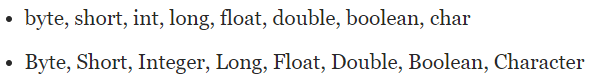 • byte, short, int, long, float, double, boolean, char
• Byte, Short, Integer, Long, Float, Double, Boolean, Character